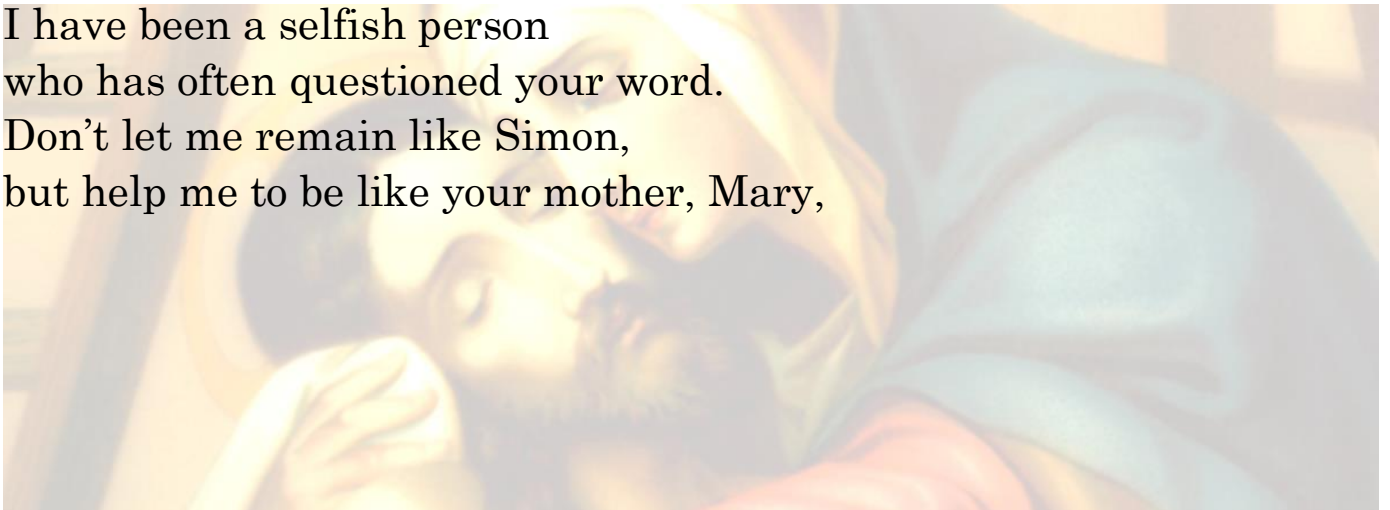 I have been a selfish person
who has often questioned your word.
Don’t let me remain like Simon,
but help me to be like your mother, Mary,